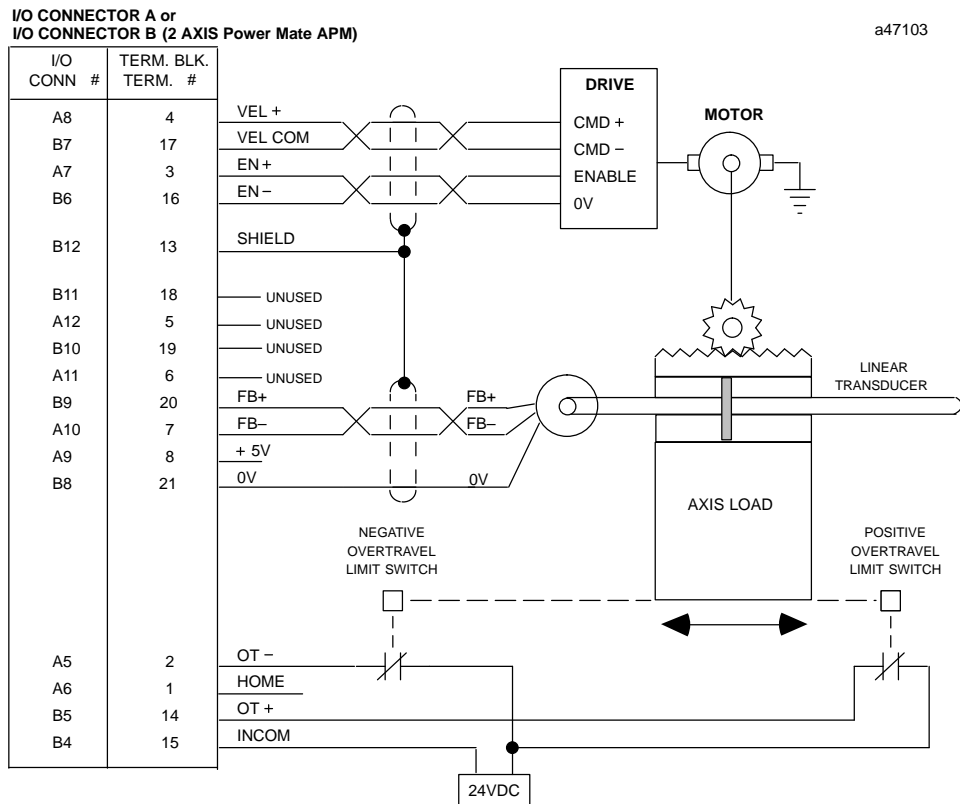 I/O CONNECTOR A or
I/O CONNECTOR B (2 AXIS Power Mate APM)
a47103
I/O CONN # TERM. BLK. TERM. #
A8 4 VEL +
B7 17 VEL COM
A7 3 EN +
B6 16 EN –
B12 13 SHIELD
B11 18 UNUSED
A12 5 UNUSED
B10 19 UNUSED
A11 6 UNUSED
B9 20 FB+ FB+
A10 7 FB– FB–
A9 8 + 5V
B8 21 0V 0V
DRIVE
CMD +
CMD –
ENABLE
0V
MOTOR
LINEAR
TRANSDUCER
AXIS LOAD
NEGATIVE
OVERTRAVEL
LIMIT SWITCH
POSITIVE
OVERTRAVEL
LIMIT SWITCH
A5 2 OT –
A6 1 HOME
B5 14 OT +
B4 15 INCOM
24VDC